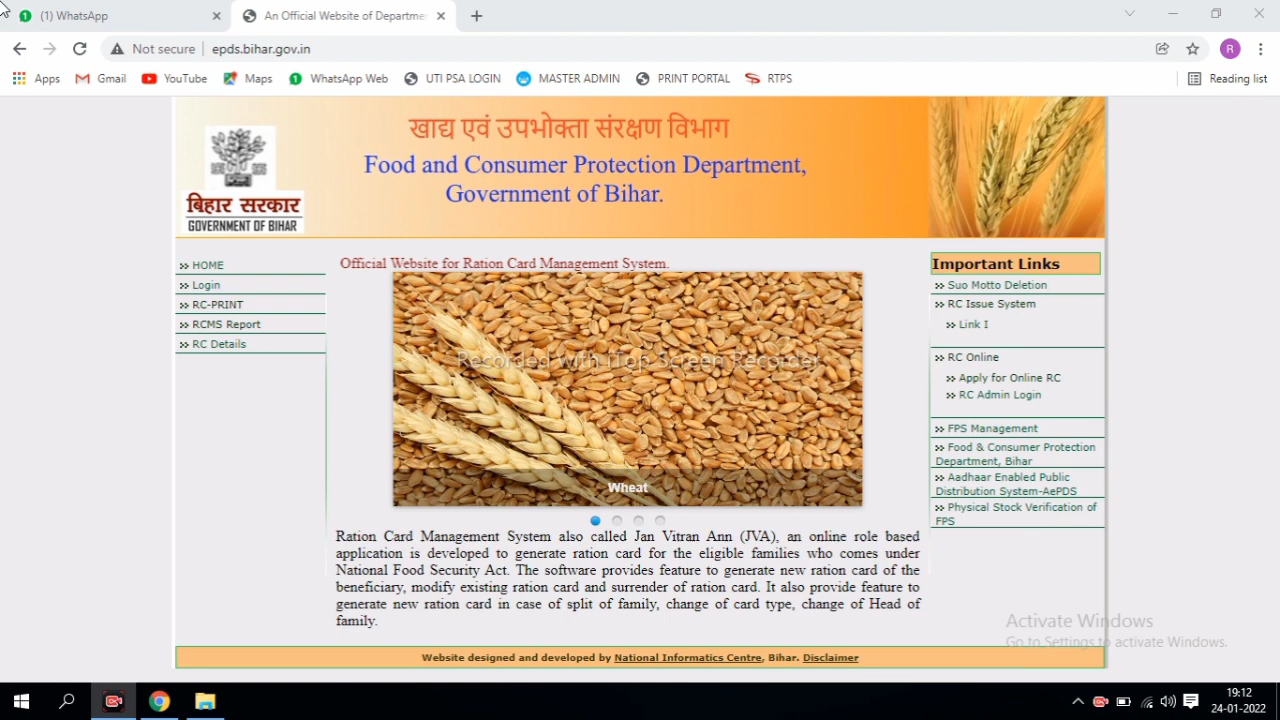 (1) WhatsApp
An Official Website of Departme
Not secure
epds.bihar.gov.in
R
Apps
Gmail
YouTube
Maps
WhatsApp Web
UTI PSA LOGIN
MASTER ADMIN
PRINT PORTAL
RTPS
Reading list
खाद्य एवं उपभोक्ता संरक्षण विभाग
Food and Consumer Protection Department,
Government of Bihar.
बिहार सरकार
GOVERNMENT OF BIHAR
HOME
Login
RC-PRINT
RCMS Report
RC Details
Official Website for Ration Card Management System.
Recorded with iTop Screen Recorder
Wheat
Ration Card Management System also called Jan Vitran Ann (JVA), an online role based
application is developed to generate ration card for the eligible families who comes under
National Food Security Act. The software provides feature to generate new ration card of the
beneficiary, modify existing ration card and surrender of ration card. It also provide feature to
generate new ration card in case of split of family, change of card type, change of Head of
family.
Important Links
Suo Motto Deletion
RC Issue System
Link I
RC Online
Apply for Online RC
RC Admin Login
FPS Management
Food & Consumer Protection
Department, Bihar
Aadhaar Enabled Public
Distribution System-AePDS
Physical Stock Verification of
FPS
Activate Windows
Go to Settings to activate Windows.
Website designed and developed by National Informatics Centre, Bihar. Disclaimer
19:12
24-01-2022